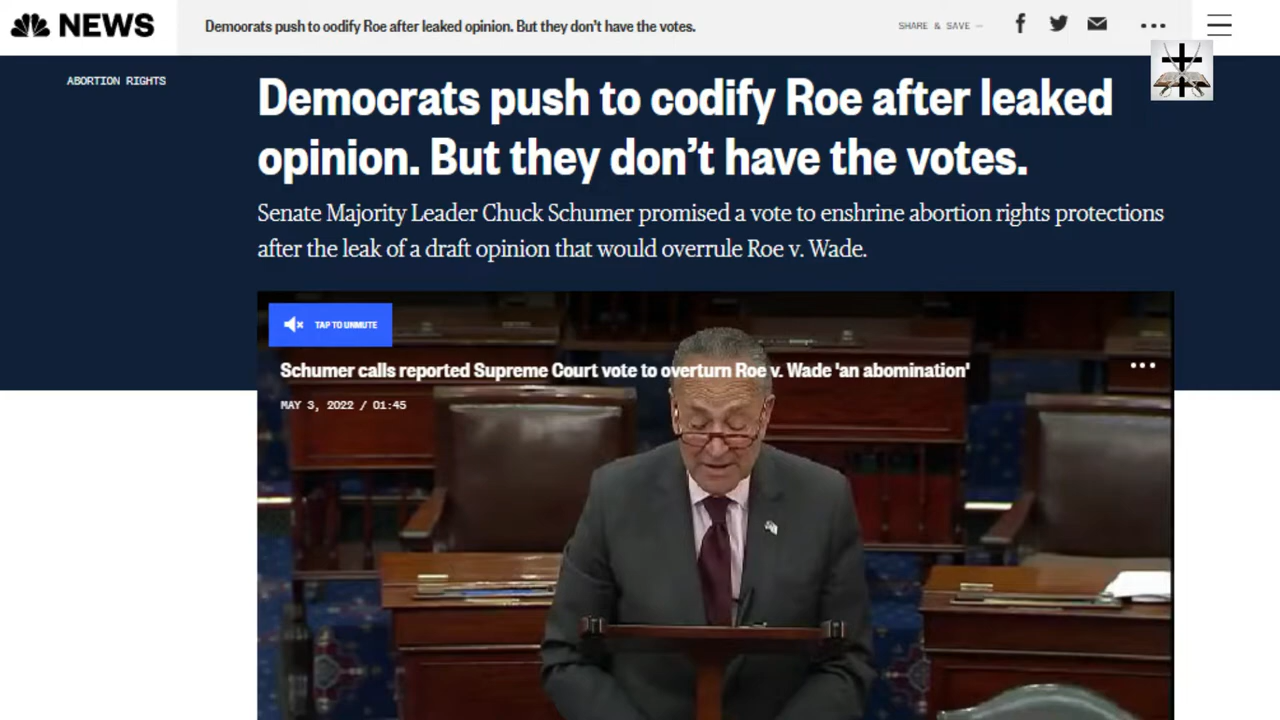 NEWS
Democrats push to codify Roe after leaked opinion. But they don't have the votes.
SHARE & SAVE —
ABORTION RIGHTS
Democrats push to codify Roe after leaked
opinion. But they don't have the votes.
Senate Majority Leader Chuck Schumer promised a vote to enshrine abortion rights protections
after the leak of a draft opinion that would overrule Roe v. Wade.
TAP TO UNMUTE
Schumer calls reported Supreme Court vote to overturn Roe v. Wade 'an abomination'
MAY 3, 2022 / 01:45